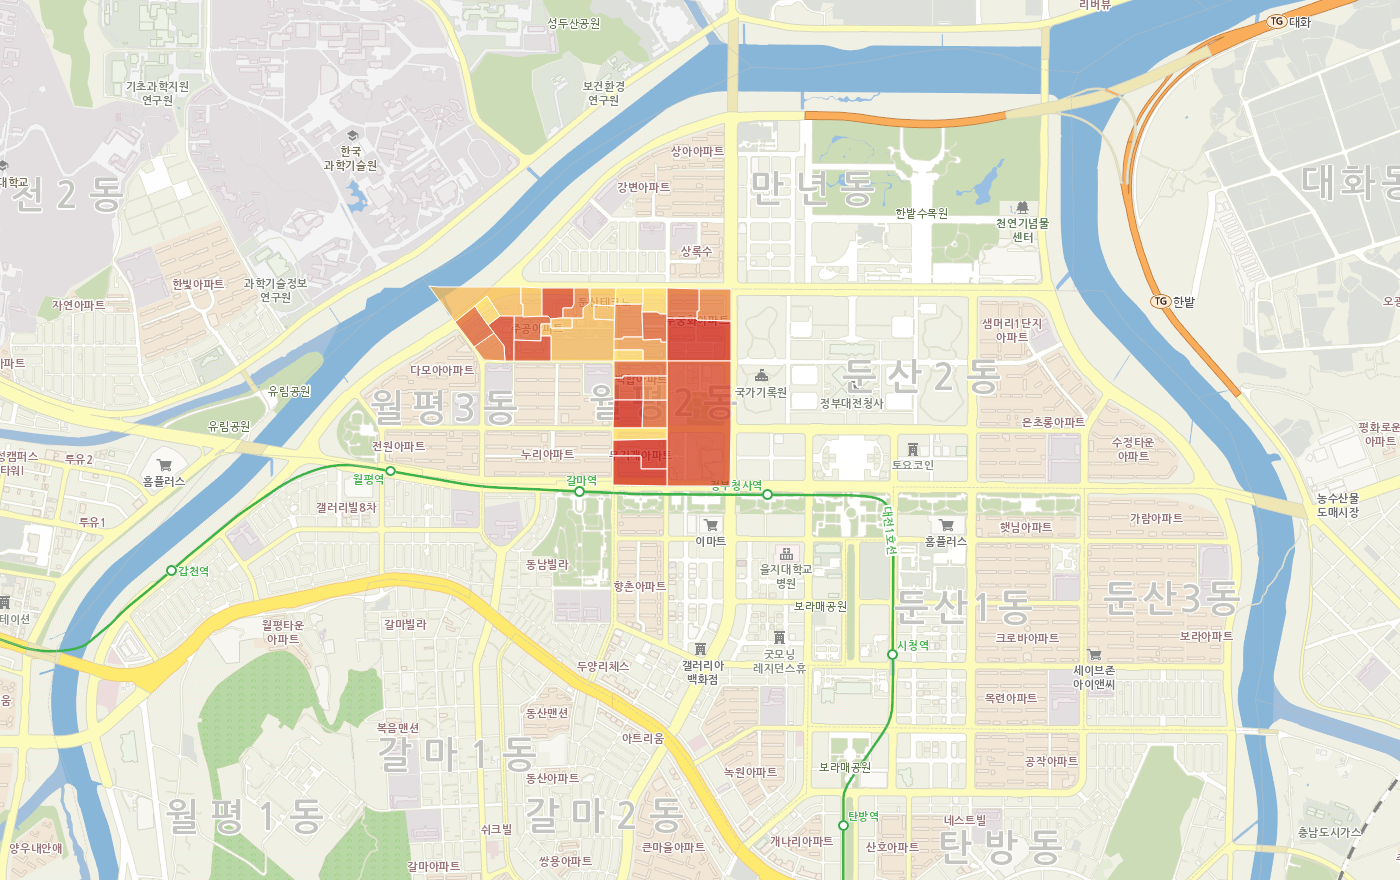 리버뷰
성두산공원
TG 대화
기초과학지원
연구원
보건환경
연구원
한국
과학기술원
상아아파트
대학교
선2동
강변아파트
만년동
대화동
한밭수목원
천연기념물
센터
상록수
한빛아파트
과학기술정보
연구원
자연아파트
TG 한밭
샘머리1단지
아파트
다모아아파트
둔산2동
국가기록원
정부대전청사
유림공원
월평3동
월평2동
유림공원
은초롱아파트
전원아파트
수정타운
아파트
누리아파트
토요코인
투유2
타워1
홈플러스
월평역
갈마역
정부청사역
갤러리빌8차
농수산물
도매시장
가람아파트
햇님아파트
투유1
이마트
홈플러스
대전1호선
갑천역
동남빌라
향촌아파트
을지대학교
병원
보라매공원
둔산1동
둔산3동
테이션
월평타운
아파트
갈마빌라
크로바아파트
보라아파트
시청역
두양리체스
갤러리아
백화점
굿모닝
레지던스휴
세이브존
아이앤씨
목련아파트
동산맨션
복음맨션
아트리움
갈마1동
보라매공원
녹원아파트
공작아파트
동산아파트
월평1동
갈마2동
탄방역
쉬크빌
네스트빌
충남도시가스
양우내안애
큰마을아파트
개나리아파트
산호아파트
탄방동
갈마아파트
쌍용아파트